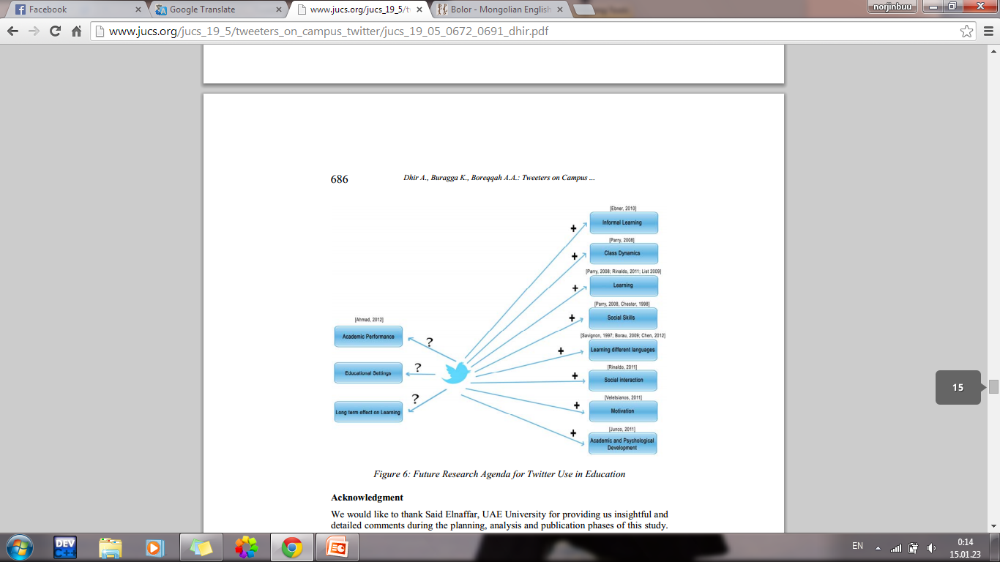 Facebook
Google Translate
www.jucs.org/jucs_19_5/t
Bolor - Mongolian English
norjinbuu
www.jucs.org/jucs_19_5/tweeters_on_campus_twitter/jucs_19_05_0672_0691_dhir.pdf
686
Dhir A., Buragga K., Boreqqah A.A.: Tweeters on Campus ...
[Ebner, 2010]
Informal Learning
+
[Parry, 2008]
Class Dynamics
+
[Parry, 2008; Rinaldo, 2011; List 2009]
Learning
+
[Parry, 2008, Chester, 1998]
Social Skills
+
[Savignon, 1997; Borau, 2009; Chen, 2012]
Learning different languages
+
[Rinaldo, 2011]
Social interaction
+
[Veletsianos, 2011]
Motivation
+
[Junco, 2011]
Academic and Psychological
Development
+
[Ahmad, 2012]
Academic Performance
?
Educational Settings
?
Long term effect on Learning
?
15
Figure 6: Future Research Agenda for Twitter Use in Education
Acknowledgment
We would like to thank Said Elnaffar, UAE University for providing us insightful and
detailed comments during the planning, analysis and publication phases of this study.
DEV
C++
EN
0:14
15.01.23